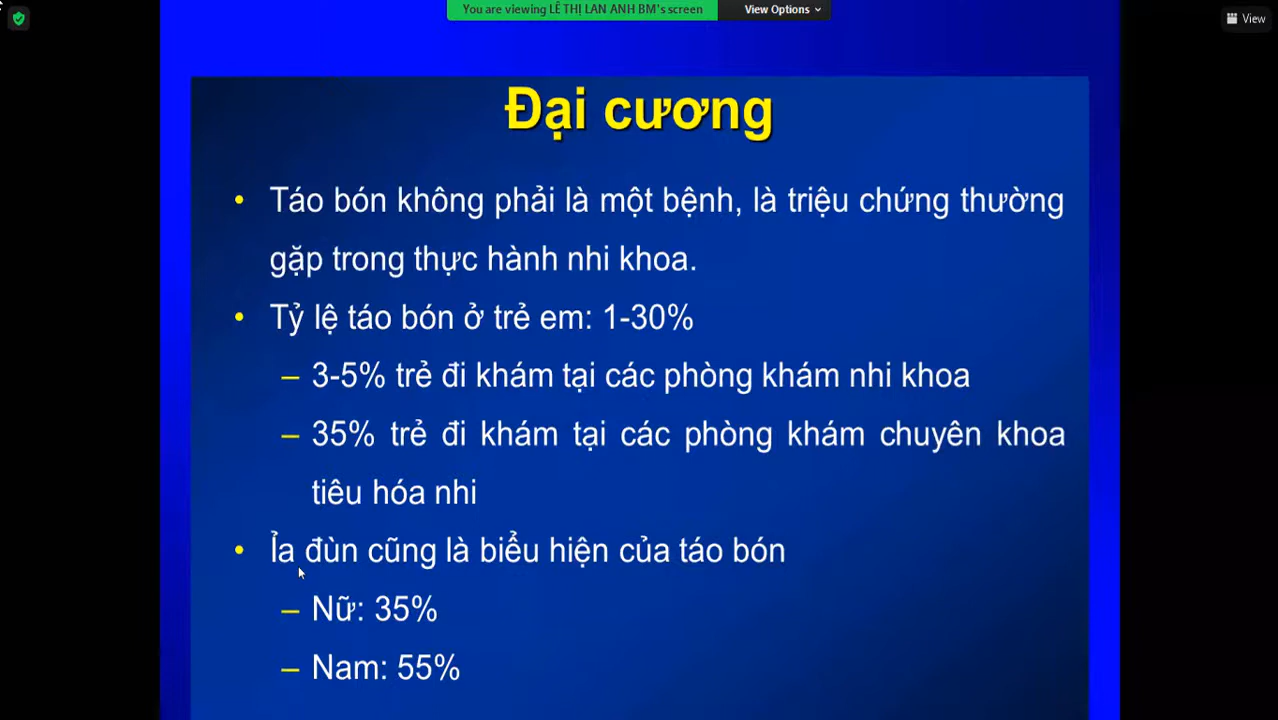 You are viewing LÊ THỊ LAN ANH BM's screen
View Options
View
Đại cương
• Táo bón không phải là một bệnh, là triệu chứng thường
gặp trong thực hành nhi khoa.
• Tỷ lệ táo bón ở trẻ em: 1-30%
– 3-5% trẻ đi khám tại các phòng khám nhi khoa
– 35% trẻ đi khám tại các phòng khám chuyên khoa
tiêu hóa nhi
• Ỉa đùn cũng là biểu hiện của táo bón
– Nữ: 35%
– Nam: 55%